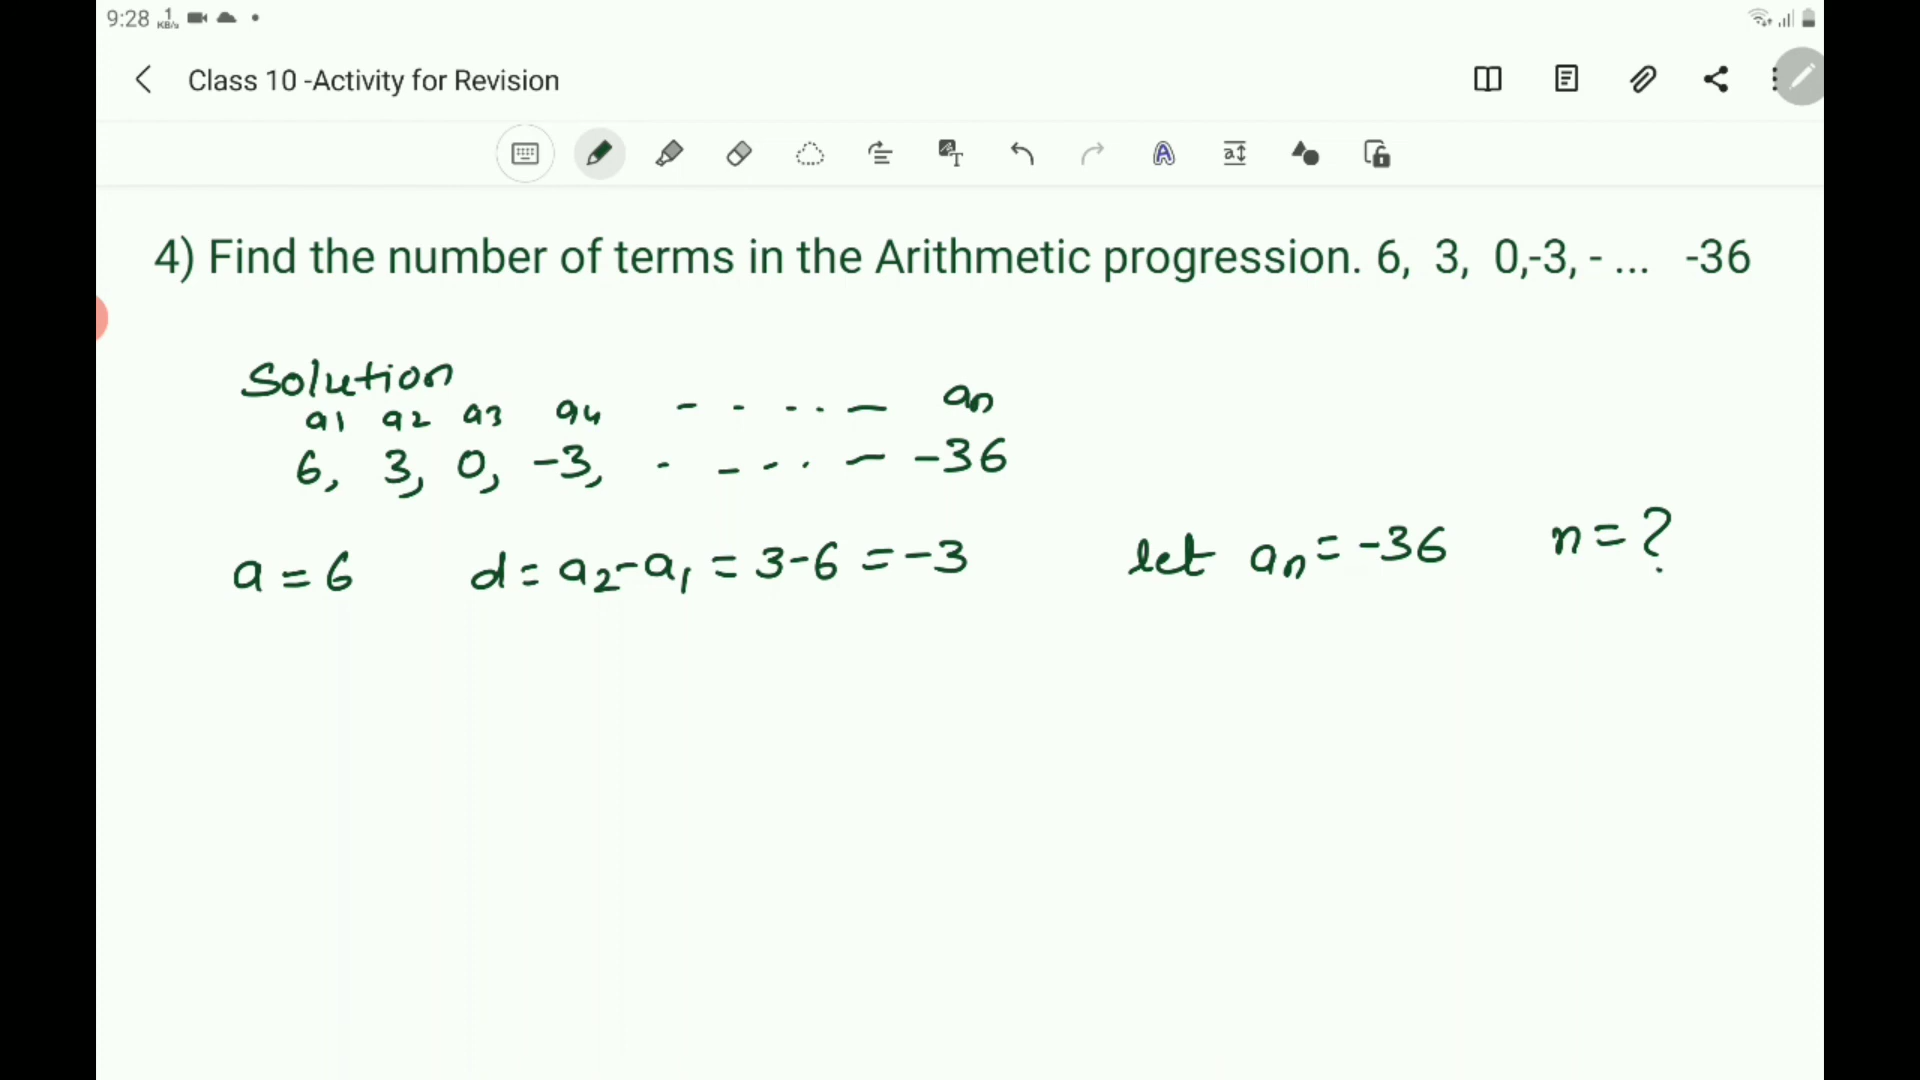 9:28 1 KB/s
Class 10 -Activity for Revision
4) Find the number of terms in the Arithmetic progression. 6, 3, 0,-3, - ... -36
Solution
a1 a2 a3 a4 - - - . . — an
6, 3, 0, -3, . - - . . — -36
a = 6 d = a₂-a₁ = 3-6 = -3 let aₙ = -36 n = ?